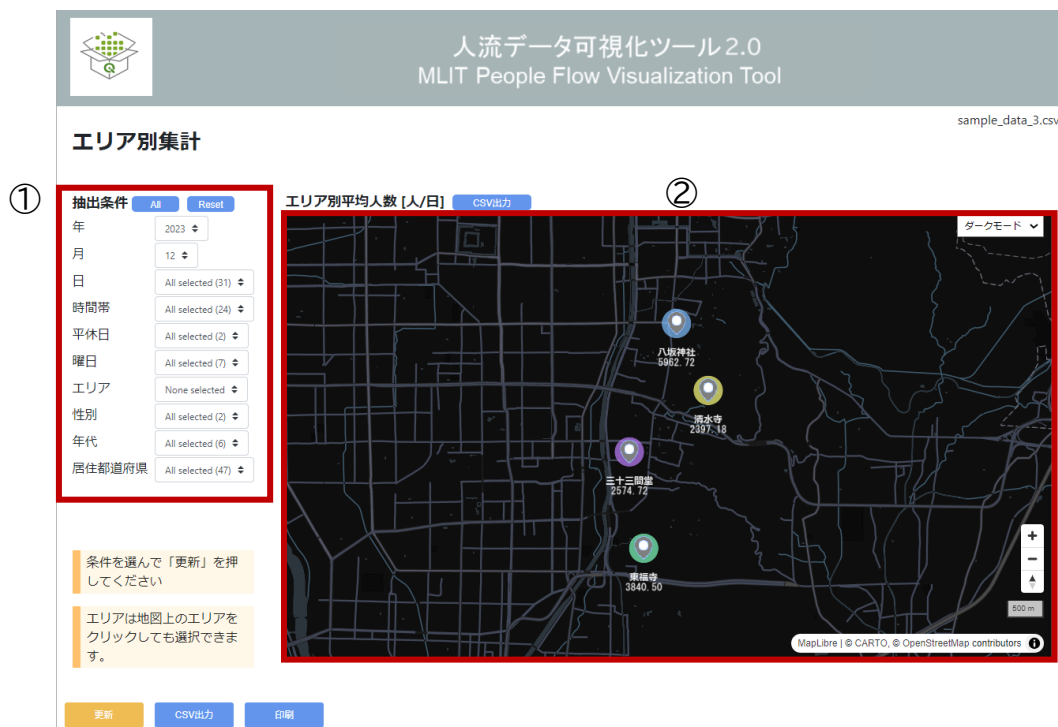 人流データ可視化ツール2.0
MLIT People Flow Visualization Tool
sample_data_3.csv
エリア別集計
①
抽出条件 All Reset
年 2023
月 12
日 All selected (31)
時間帯 All selected (24)
平休日 All selected (2)
曜日 All selected (7)
エリア None selected
性別 All selected (2)
年代 All selected (6)
居住都道府県 All selected (47)
条件を選んで「更新」を押
してください
エリアは地図上のエリアを
クリックしても選択できま
す。
エリア別平均人数 [人/日] CSV出力
②
ダークモード
八坂神社
5962.72
清水寺
2397.18
三十三間堂
2574.72
東福寺
3840.50
500 m
MapLibre | © CARTO, © OpenStreetMap contributors
更新 CSV出力 印刷